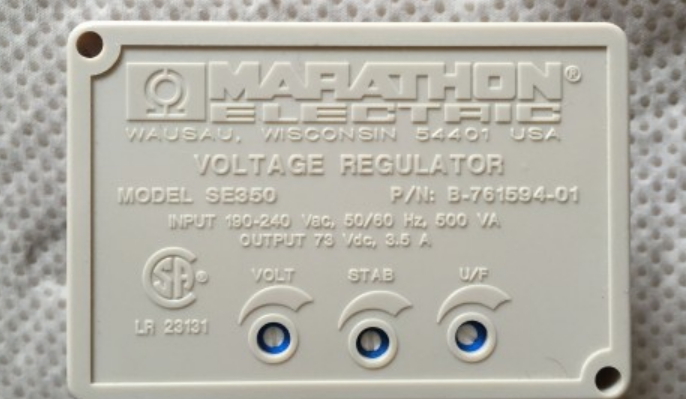 MARATHON®
ELECTRIC
WAUSAU, WISCONSIN 54401 USA
VOLTAGE REGULATOR
MODEL SE350 P/N: B-761594-01
INPUT 190-240 Vac, 50/60 Hz, 500 VA
OUTPUT 73 Vdc, 3.5 A
CSA®
LR 23131
VOLT STAB U/F